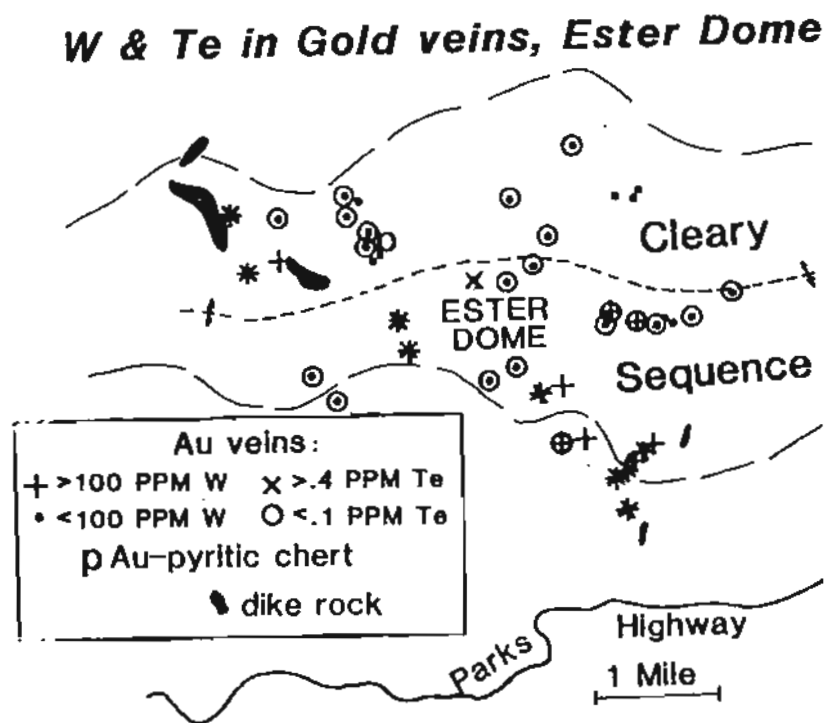 W & Te in Gold veins, Ester Dome
Cleary
ESTER
DOME
Sequence
Au veins:
+ >100 PPM W x >.4 PPM Te
• <100 PPM W O <.1 PPM Te
p Au-pyritic chert
dike rock
Parks
Highway
1 Mile